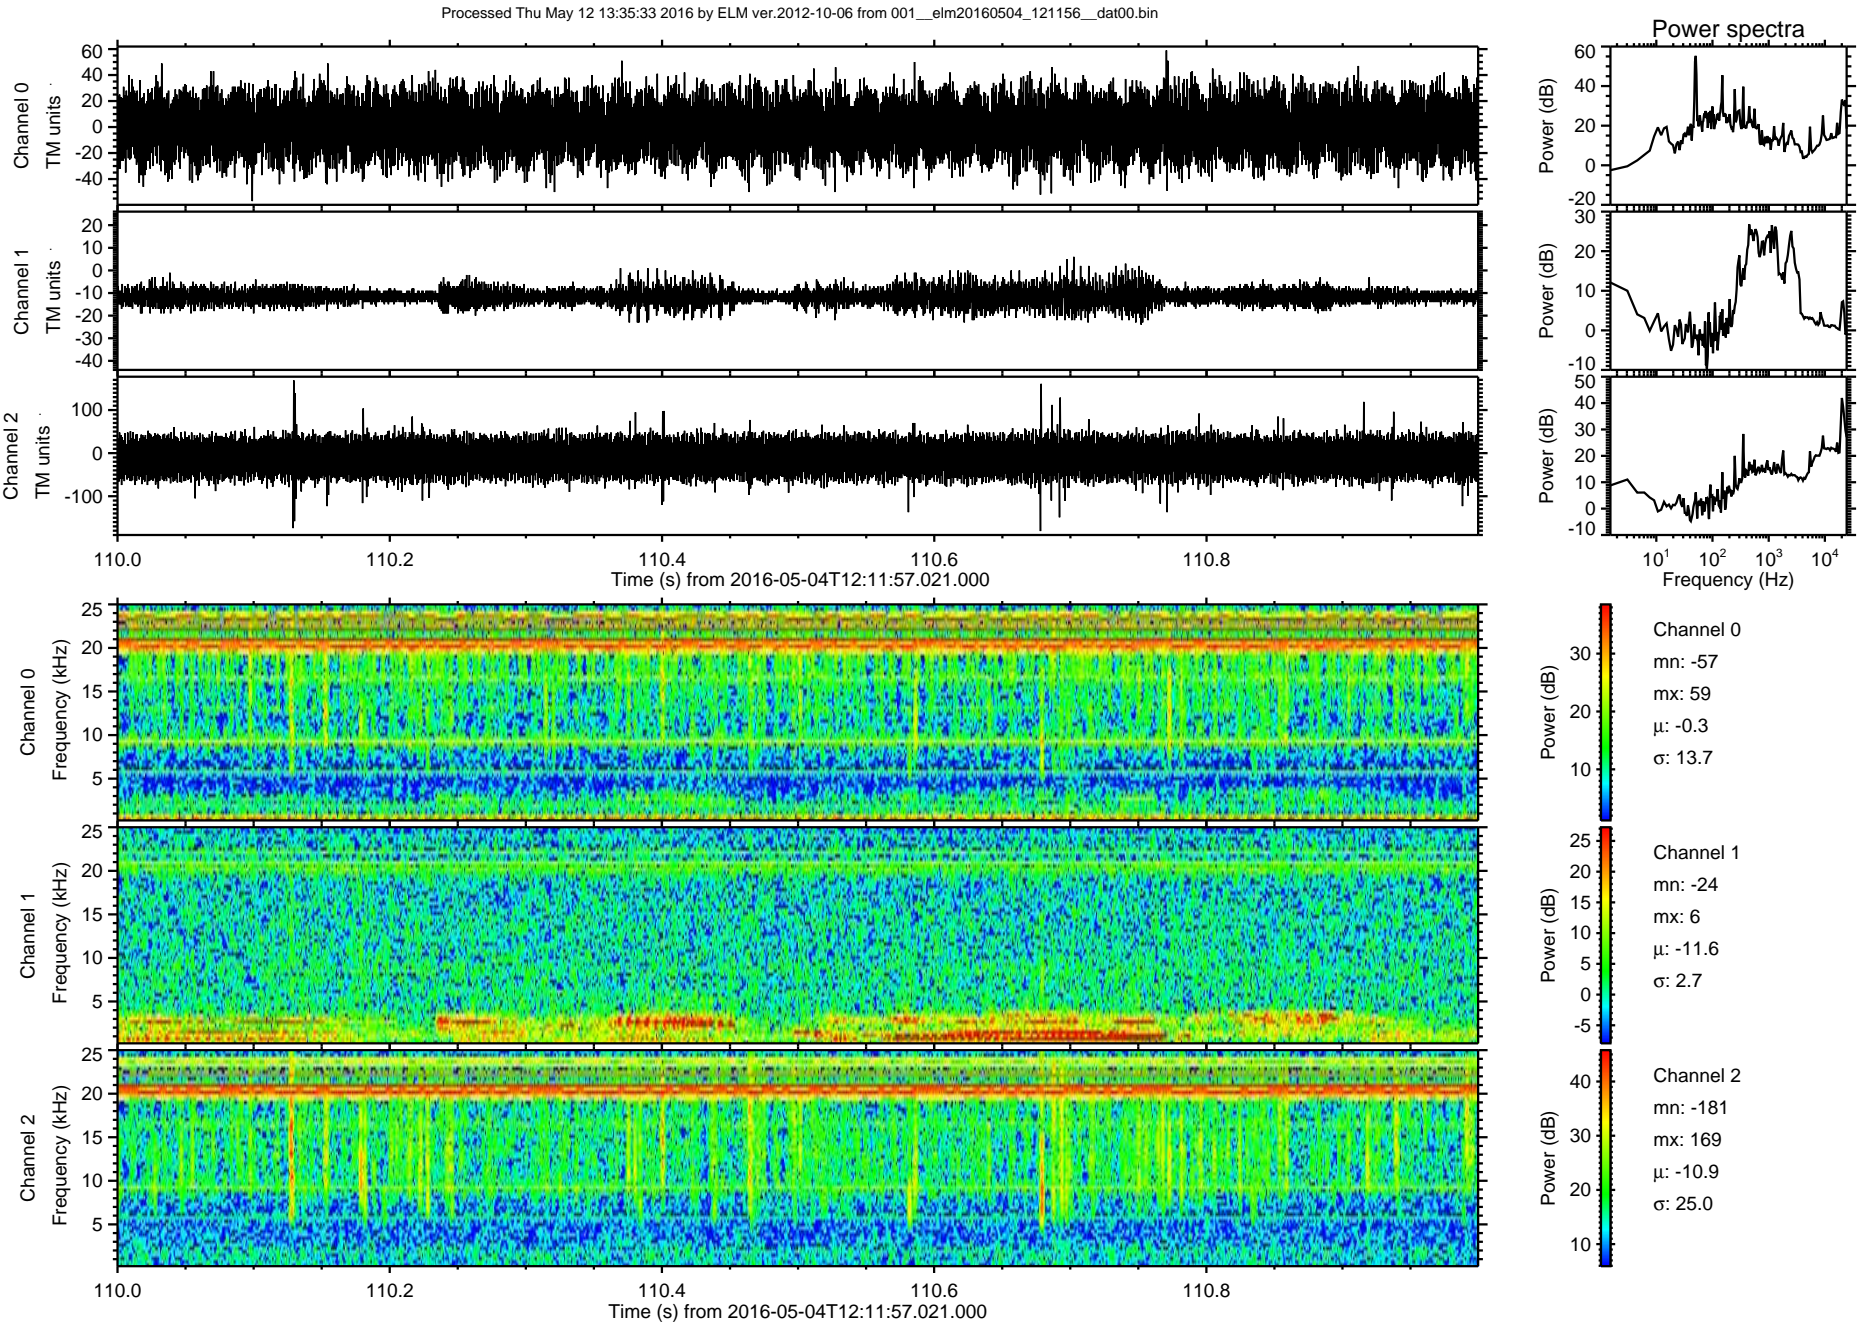 Processed Thu May 12 13:35:33 2016 by ELM ver.2012-10-06 from 001__elm20160504_121156__dat00.bin
Power spectra
Channel 0
TM units
60
40
20
0
-20
-40
Power (dB)
60
40
20
0
-20
Channel 1
TM units
20
10
0
-10
-20
-30
-40
Power (dB)
30
20
10
0
-10
Channel 2
TM units
100
0
-100
Power (dB)
50
40
30
20
10
0
-10
110.0 110.2 110.4 110.6 110.8
Time (s) from 2016-05-04T12:11:57.021.000
10^1 10^2 10^3 10^4
Frequency (Hz)
Channel 0
Frequency (kHz)
25
20
15
10
5
Power (dB)
30
20
10
Channel 0
mn: -57
mx: 59
μ: -0.3
σ: 13.7
Channel 1
Frequency (kHz)
25
20
15
10
5
Power (dB)
25
20
15
10
5
0
-5
Channel 1
mn: -24
mx: 6
μ: -11.6
σ: 2.7
Channel 2
Frequency (kHz)
25
20
15
10
5
Power (dB)
40
30
20
10
Channel 2
mn: -181
mx: 169
μ: -10.9
σ: 25.0
110.0 110.2 110.4 110.6 110.8
Time (s) from 2016-05-04T12:11:57.021.000